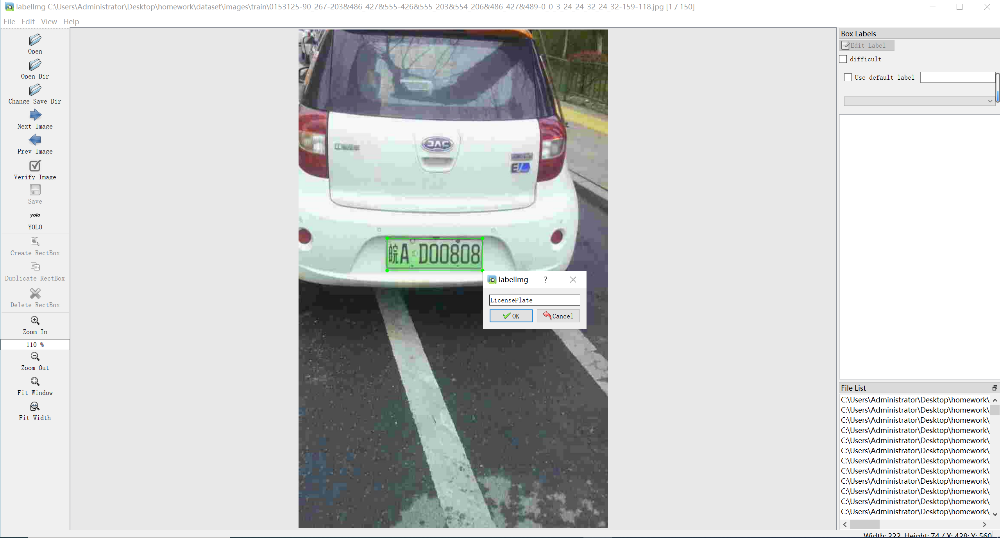 labelImg C:\Users\Administrator\Desktop\homework\dataset\images\train\0153125-90_267-203&486_427&555-426&555_203&554_206&486_427&489-0_0_3_24_24_32_24_32-159-118.jpg [1 / 150]
File Edit View Help
Open
Open Dir
Change Save Dir
Next Image
Prev Image
Verify Image
Save
yolo
YOLO
Create RectBox
Duplicate RectBox
Delete RectBox
Zoom In
110 %
Zoom Out
Fit Window
Fit Width
JAC
皖A D00808
labelImg ?
LicensePlate
OK Cancel
Box Labels
Edit Label
difficult
Use default label
File List
C:\Users\Administrator\Desktop\homework\
C:\Users\Administrator\Desktop\homework\
C:\Users\Administrator\Desktop\homework\
C:\Users\Administrator\Desktop\homework\
C:\Users\Administrator\Desktop\homework\
C:\Users\Administrator\Desktop\homework\
C:\Users\Administrator\Desktop\homework\
C:\Users\Administrator\Desktop\homework\
C:\Users\Administrator\Desktop\homework\
C:\Users\Administrator\Desktop\homework\
C:\Users\Administrator\Desktop\homework\
C:\Users\Administrator\Desktop\homework\
Width: 222, Height: 74 / X: 428; Y: 560